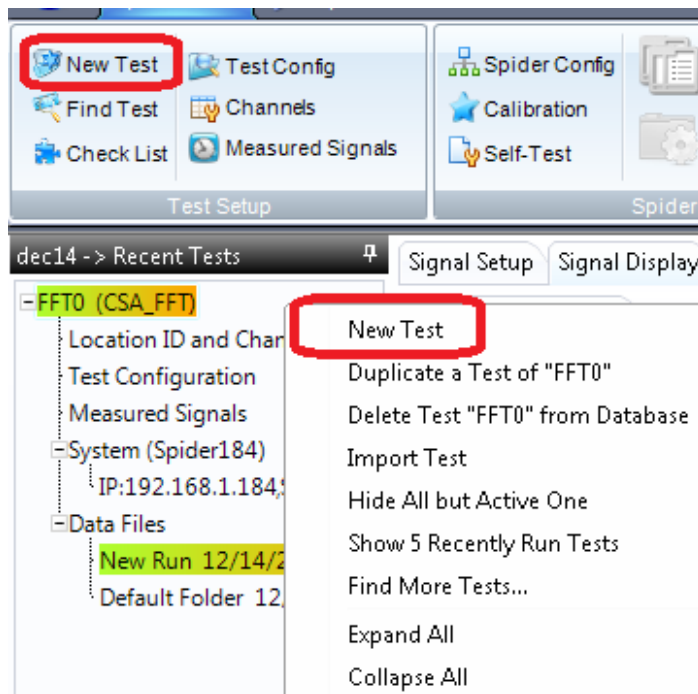 New Test
Test Config
Spider Config
Find Test
Channels
Calibration
Check List
Measured Signals
Self-Test
Test Setup
Spider
dec14 -> Recent Tests
Signal Setup
Signal Display
FFT0 (CSA_FFT)
Location ID and Chan
Test Configuration
Measured Signals
System (Spider184)
IP:192.168.1.184,
Data Files
New Run 12/14/2
Default Folder 12
New Test
Duplicate a Test of "FFT0"
Delete Test "FFT0" from Database
Import Test
Hide All but Active One
Show 5 Recently Run Tests
Find More Tests...
Expand All
Collapse All